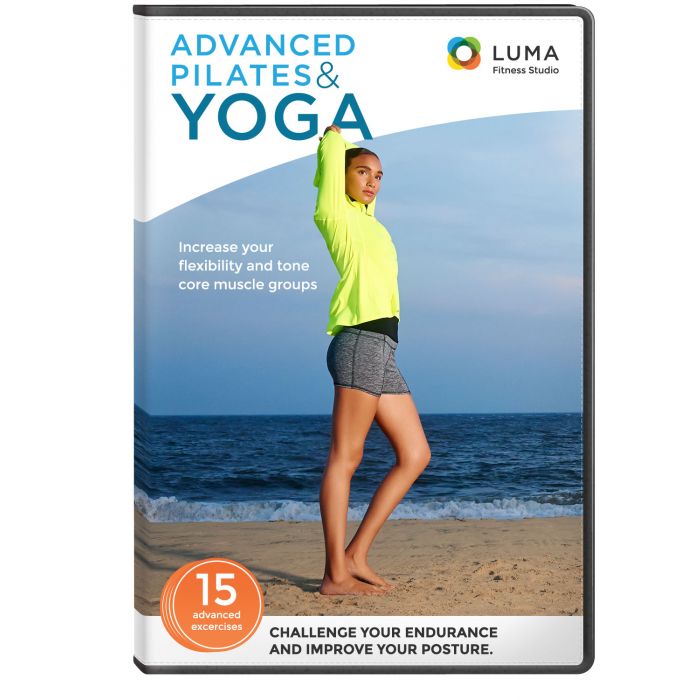 ADVANCED
PILATES&
YOGA
LUMA
Fitness Studio
Increase your
flexibility and tone
core muscle groups
15
advanced
excercises
CHALLENGE YOUR ENDURANCE
AND IMPROVE YOUR POSTURE.